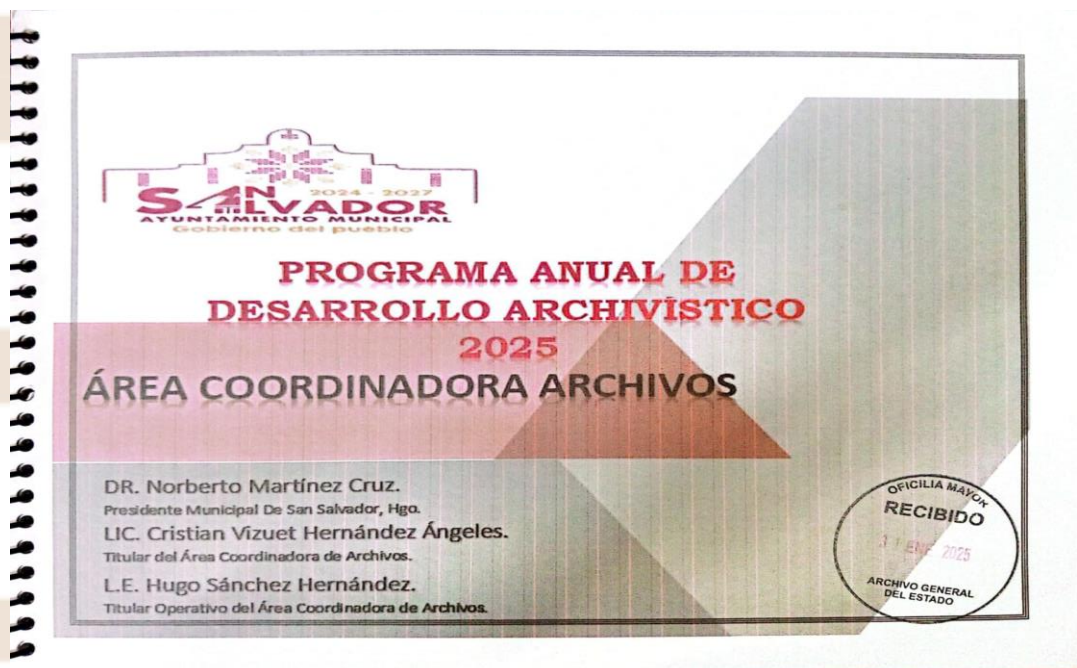 SAN
SALVADOR
2024 - 2027
AYUNTAMIENTO MUNICIPAL
Gobierno del pueblo
PROGRAMA ANUAL DE
DESARROLLO ARCHIVÍSTICO
2025
ÁREA COORDINADORA ARCHIVOS
DR. Norberto Martínez Cruz.
Presidente Municipal De San Salvador, Hgo.
LIC. Cristian Vizuet Hernández Ángeles.
Titular del Área Coordinadora de Archivos.
L.E. Hugo Sánchez Hernández.
Titular Operativo del Área Coordinadora de Archivos.
OFICILIA MAYOR
RECIBIDO
31 ENE 2025
ARCHIVO GENERAL
DEL ESTADO